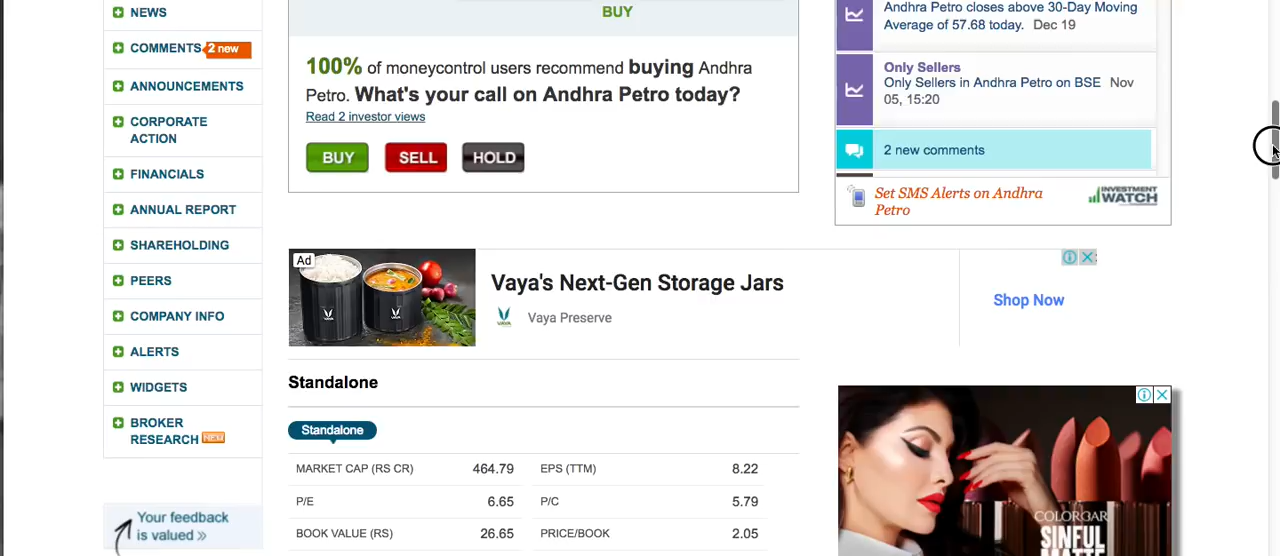 NEWS
COMMENTS 2 new
ANNOUNCEMENTS
CORPORATE
ACTION
FINANCIALS
ANNUAL REPORT
SHAREHOLDING
PEERS
COMPANY INFO
ALERTS
WIDGETS
BROKER
RESEARCH NEW
Your feedback
is valued »
BUY
100% of moneycontrol users recommend buying Andhra
Petro. What's your call on Andhra Petro today?
Read 2 investor views
BUY SELL HOLD
Ad
Vaya's Next-Gen Storage Jars
VAYA Vaya Preserve
Shop Now
Standalone
Standalone
MARKET CAP (RS CR) 464.79 EPS (TTM) 8.22
P/E 6.65 P/C 5.79
BOOK VALUE (RS) 26.65 PRICE/BOOK 2.05
Andhra Petro closes above 30-Day Moving
Average of 57.68 today. Dec 19
Only Sellers
Only Sellers in Andhra Petro on BSE Nov
05, 15:20
2 new comments
Set SMS Alerts on Andhra
Petro
INVESTMENT
WATCH
COLORBAR
SINFUL
MATTE